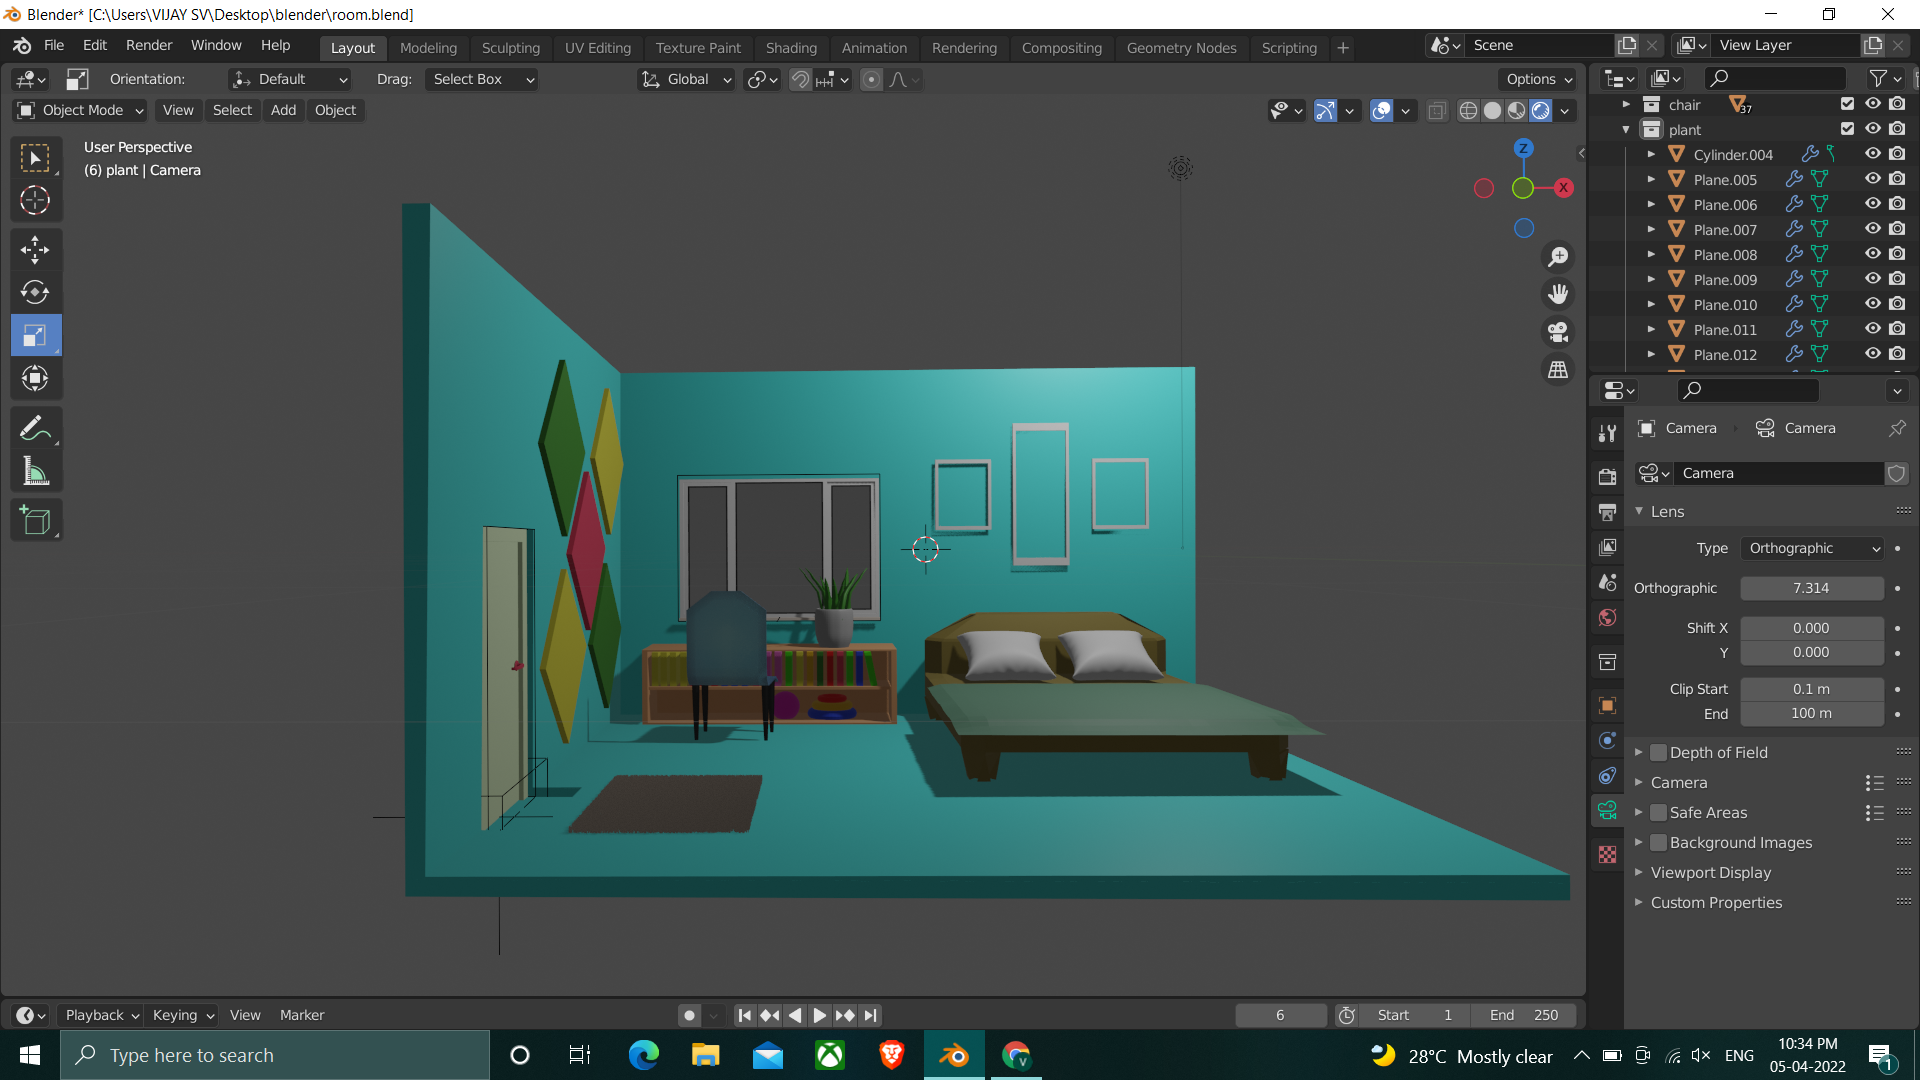 Blender* [C:\Users\VIJAY SV\Desktop\blender\room.blend]
File Edit Render Window Help Layout Modeling Sculpting UV Editing Texture Paint Shading Animation Rendering Compositing Geometry Nodes Scripting + Scene View Layer
Orientation: Default Drag: Select Box Global Options
Object Mode View Select Add Object
User Perspective
(6) plant | Camera
Z
X
chair 37
plant
Cylinder.004
Plane.005
Plane.006
Plane.007
Plane.008
Plane.009
Plane.010
Plane.011
Plane.012
Camera Camera
Camera
Lens
Type Orthographic
Orthographic 7.314
Shift X 0.000
Y 0.000
Clip Start 0.1 m
End 100 m
Depth of Field
Camera
Safe Areas
Background Images
Viewport Display
Custom Properties
Playback Keying View Marker 6 Start 1 End 250
Type here to search
28°C Mostly clear ENG
10:34 PM
05-04-2022
1
V